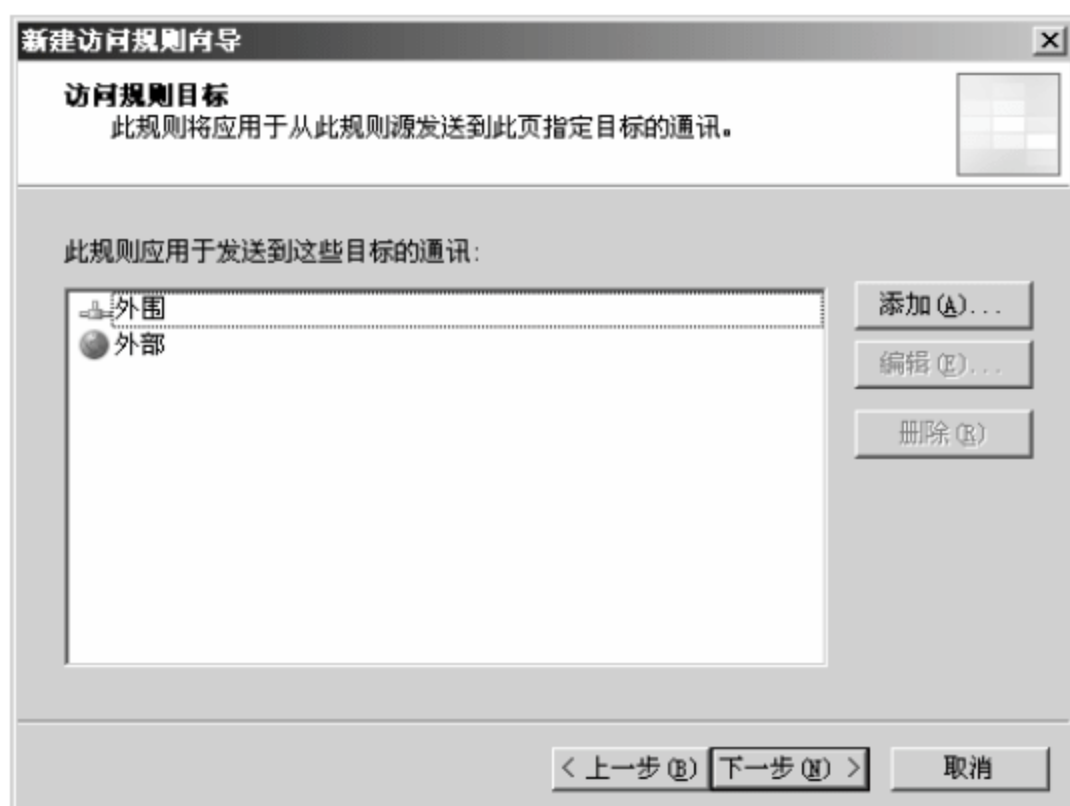 新建访问规则向导
访问规则目标
此规则将应用于从此规则源发送到此页指定目标的通讯。
此规则应用于发送到这些目标的通讯:
外围
外部
添加(A)...
编辑(E)...
删除(R)
< 上一步(B)
下一步(N) >
取消